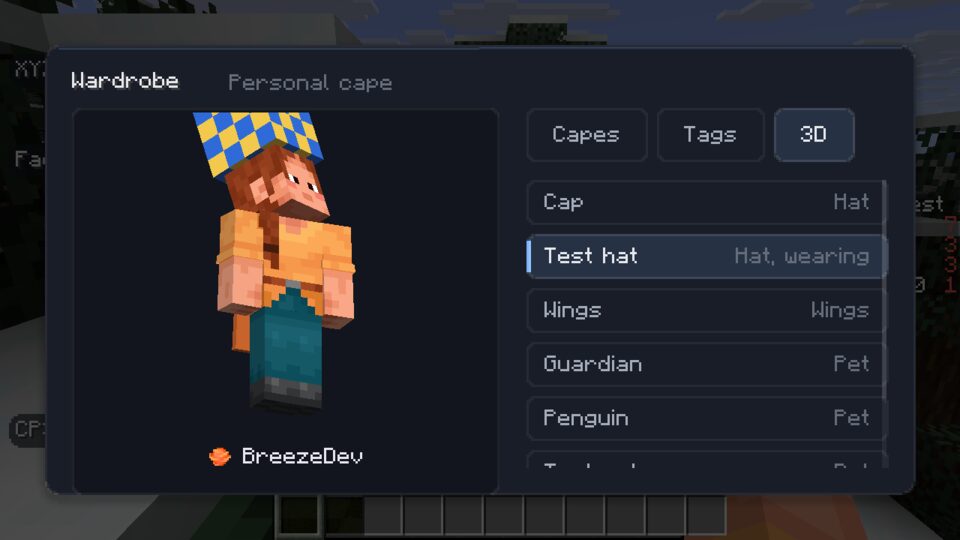 Wardrobe
Personal cape
Capes
Tags
3D
Cap
Hat
Test hat
Hat, wearing
Wings
Wings
Guardian
Pet
Penguin
Pet
BreezeDev